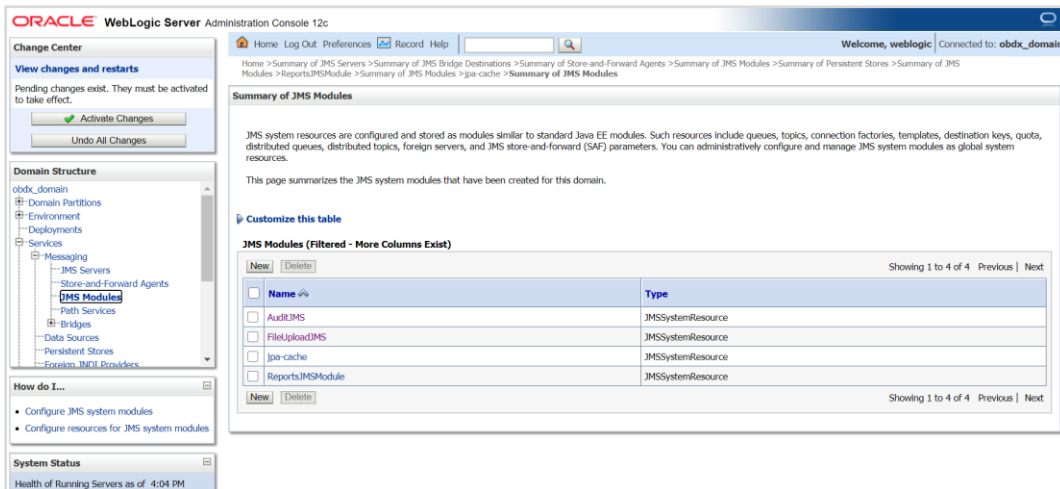 ORACLE WebLogic Server Administration Console 12c
Change Center
View changes and restarts
Pending changes exist. They must be activated
to take effect.
Activate Changes
Undo All Changes
Domain Structure
obdx_domain
Domain Partitions
Environment
Deployments
Services
Messaging
JMS Servers
Store-and-Forward Agents
JMS Modules
Path Services
Bridges
Data Sources
Persistent Stores
Foreign JNDI Providers
How do I...
Configure JMS system modules
Configure resources for JMS system modules
System Status
Health of Running Servers as of 4:04 PM
Home Log Out Preferences Record Help
Welcome, weblogic Connected to: obdx_domain
Home >Summary of JMS Servers >Summary of JMS Bridge Destinations >Summary of Store-and-Forward Agents >Summary of JMS Modules >Summary of Persistent Stores >Summary of JMS
Modules >ReportsJMSModule >Summary of JMS Modules >jpa-cache >Summary of JMS Modules
Summary of JMS Modules
JMS system resources are configured and stored as modules similar to standard Java EE modules. Such resources include queues, topics, connection factories, templates, destination keys, quota,
distributed queues, distributed topics, foreign servers, and JMS store-and-forward (SAF) parameters. You can administratively configure and manage JMS system modules as global system
resources.
This page summarizes the JMS system modules that have been created for this domain.
Customize this table
JMS Modules (Filtered - More Columns Exist)
New Delete Showing 1 to 4 of 4 Previous | Next
Name Type
AuditJMS JMSSystemResource
FileUploadJMS JMSSystemResource
jpa-cache JMSSystemResource
ReportsJMSModule JMSSystemResource
New Delete Showing 1 to 4 of 4 Previous | Next